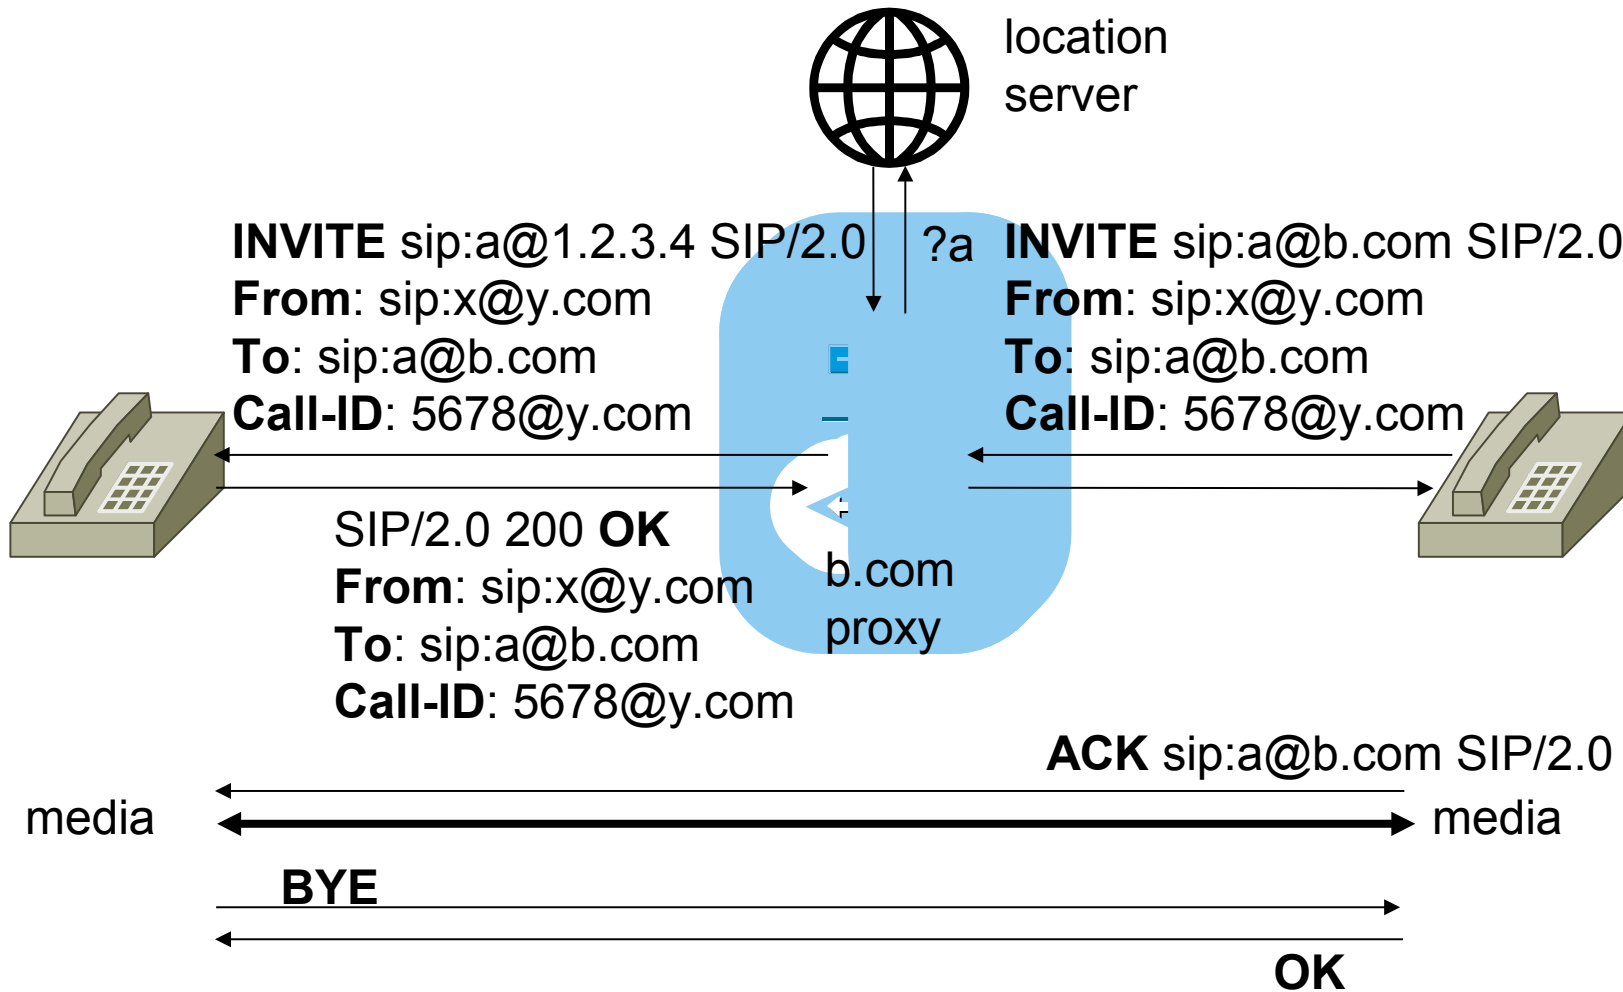 location
server
INVITE sip:a@1.2.3.4 SIP/2.0
From: sip:x@y.com
To: sip:a@b.com
Call-ID: 5678@y.com
?a
INVITE sip:a@b.com SIP/2.0
From: sip:x@y.com
To: sip:a@b.com
Call-ID: 5678@y.com
SIP/2.0 200 OK
From: sip:x@y.com
To: sip:a@b.com
Call-ID: 5678@y.com
b.com
proxy
ACK sip:a@b.com SIP/2.0
media
media
BYE
OK